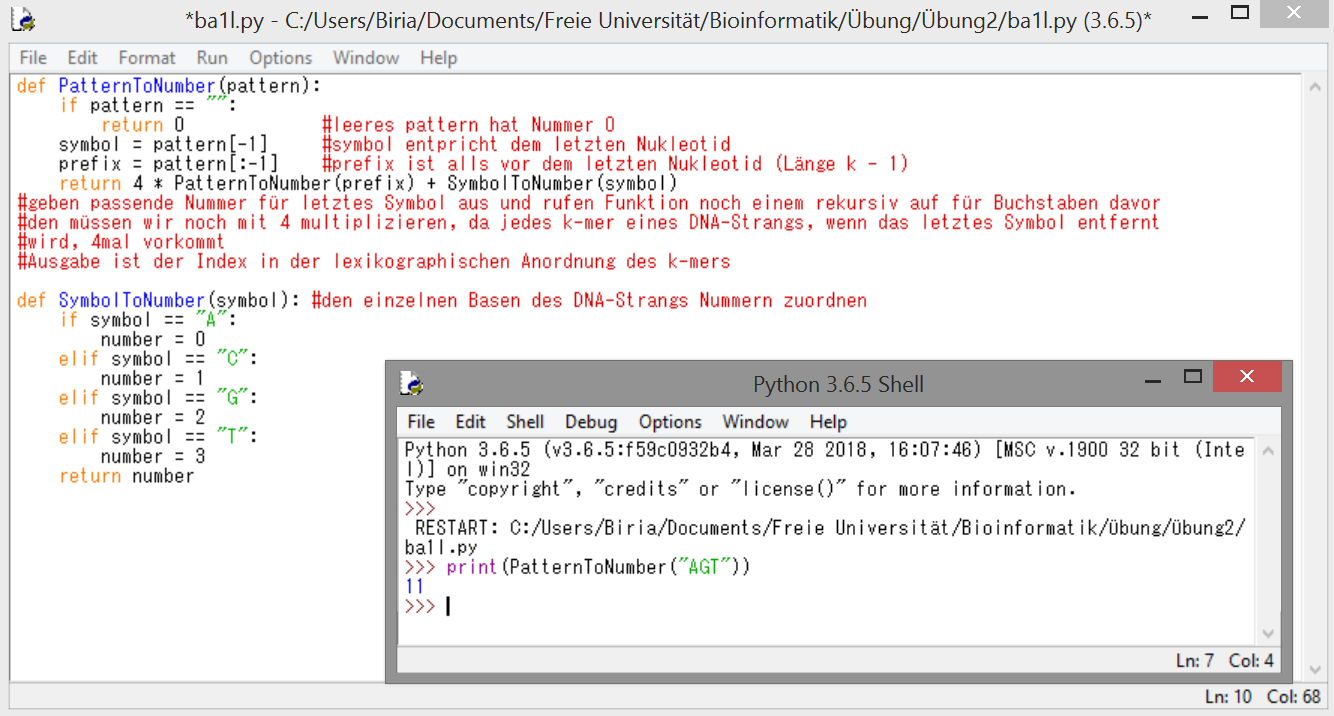 *ba1l.py - C:/Users/Biria/Documents/Freie Universität/Bioinformatik/Übung/Übung2/ba1l.py (3.6.5)*
File Edit Format Run Options Window Help
def PatternToNumber(pattern):
    if pattern == "":
        return 0             #leeres pattern hat Nummer 0
    symbol = pattern[-1]     #symbol entpricht dem letzten Nukleotid
    prefix = pattern[:-1]    #prefix ist alls vor dem letzten Nukleotid (Länge k - 1)
    return 4 * PatternToNumber(prefix) + SymbolToNumber(symbol)
#geben passende Nummer für letztes Symbol aus und rufen Funktion noch einem rekursiv auf für Buchstaben davor
#den müssen wir noch mit 4 multiplizieren, da jedes k-mer eines DNA-Strangs, wenn das letztes Symbol entfernt
#wird, 4mal vorkommt
#Ausgabe ist der Index in der lexikographischen Anordnung des k-mers
def SymbolToNumber(symbol): #den einzelnen Basen des DNA-Strangs Nummern zuordnen
    if symbol == "A":
        number = 0
    elif symbol == "C":
        number = 1
    elif symbol == "G":
        number = 2
    elif symbol == "T":
        number = 3
    return number
Python 3.6.5 Shell
File Edit Shell Debug Options Window Help
Python 3.6.5 (v3.6.5:f59c0932b4, Mar 28 2018, 16:07:46) [MSC v.1900 32 bit (Inte
l)] on win32
Type "copyright", "credits" or "license()" for more information.
>>>
 RESTART: C:/Users/Biria/Documents/Freie Universität/Bioinformatik/Übung/Übung2/
ba1l.py
>>> print(PatternToNumber("AGT"))
11
>>>
Ln: 7 Col: 4
Ln: 10 Col: 68